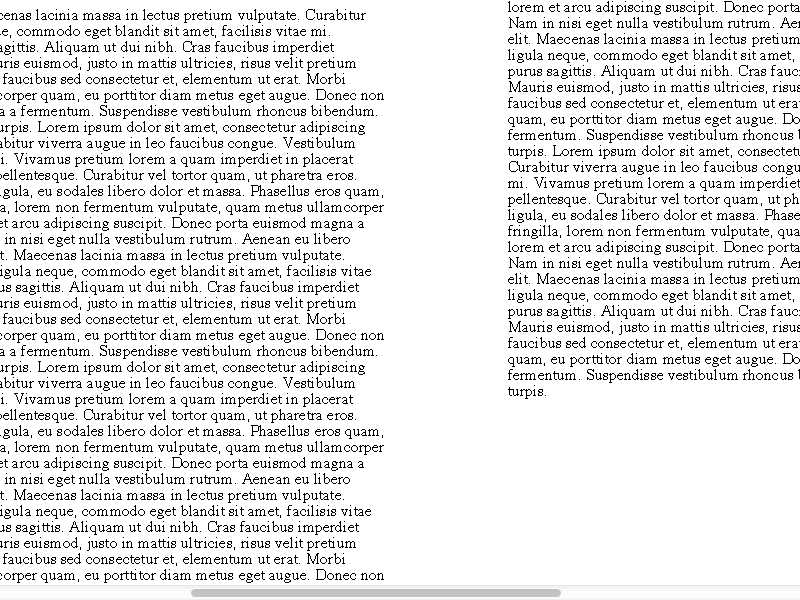 cenas lacinia massa in lectus pretium vulputate. Curabitur
commodo eget blandit sit amet, facilisis vitae mi.
agittis. Aliquam ut dui nibh. Cras faucibus imperdiet
uris euismod, justo in mattis ultricies, risus velit pretium
faucibus sed consectetur et, elementum ut erat. Morbi
corper quam, eu porttitor diam metus eget augue. Donec non
a a fermentum. Suspendisse vestibulum rhoncus bibendum.
urpis. Lorem ipsum dolor sit amet, consectetur adipiscing
abitur viverra augue in leo faucibus congue. Vestibulum
i. Vivamus pretium lorem a quam imperdiet in placerat
pellentesque. Curabitur vel tortor quam, ut pharetra eros.
gula, eu sodales libero dolor et massa. Phasellus eros quam,
a, lorem non fermentum vulputate, quam metus ullamcorper
et arcu adipiscing suscipit. Donec porta euismod magna a
in nisi eget nulla vestibulum rutrum. Aenean eu libero
t. Maecenas lacinia massa in lectus pretium vulputate.
igula neque, commodo eget blandit sit amet, facilisis vitae
us sagittis. Aliquam ut dui nibh. Cras faucibus imperdiet
uris euismod, justo in mattis ultricies, risus velit pretium
faucibus sed consectetur et, elementum ut erat. Morbi
corper quam, eu porttitor diam metus eget augue. Donec non
a a fermentum. Suspendisse vestibulum rhoncus bibendum.
urpis. Lorem ipsum dolor sit amet, consectetur adipiscing
abitur viverra augue in leo faucibus congue. Vestibulum
i. Vivamus pretium lorem a quam imperdiet in placerat
pellentesque. Curabitur vel tortor quam, ut pharetra eros.
gula, eu sodales libero dolor et massa. Phasellus eros quam,
a, lorem non fermentum vulputate, quam metus ullamcorper
et arcu adipiscing suscipit. Donec porta euismod magna a
in nisi eget nulla vestibulum rutrum. Aenean eu libero
t. Maecenas lacinia massa in lectus pretium vulputate.
igula neque, commodo eget blandit sit amet, facilisis vitae
us sagittis. Aliquam ut dui nibh. Cras faucibus imperdiet
uris euismod, justo in mattis ultricies, risus velit pretium
faucibus sed consectetur et, elementum ut erat. Morbi
corper quam, eu porttitor diam metus eget augue. Donec non
lorem et arcu adipiscing suscipit. Donec porta
Nam in nisi eget nulla vestibulum rutrum. Aen
elit. Maecenas lacinia massa in lectus pretium
ligula neque, commodo eget blandit sit amet,
purus sagittis. Aliquam ut dui nibh. Cras fauc
Mauris euismod, justo in mattis ultricies, risus
faucibus sed consectetur et, elementum ut era
quam, eu porttitor diam metus eget augue. Do
fermentum. Suspendisse vestibulum rhoncus b
turpis. Lorem ipsum dolor sit amet, consectetu
Curabitur viverra augue in leo faucibus congu
mi. Vivamus pretium lorem a quam imperdiet
pellentesque. Curabitur vel tortor quam, ut ph
ligula, eu sodales libero dolor et massa. Phase
fringilla, lorem non fermentum vulputate, qua
lorem et arcu adipiscing suscipit. Donec porta
Nam in nisi eget nulla vestibulum rutrum. Aen
elit. Maecenas lacinia massa in lectus pretium
ligula neque, commodo eget blandit sit amet,
purus sagittis. Aliquam ut dui nibh. Cras fauc
Mauris euismod, justo in mattis ultricies, risus
faucibus sed consectetur et, elementum ut era
quam, eu porttitor diam metus eget augue. Do
fermentum. Suspendisse vestibulum rhoncus b
turpis.